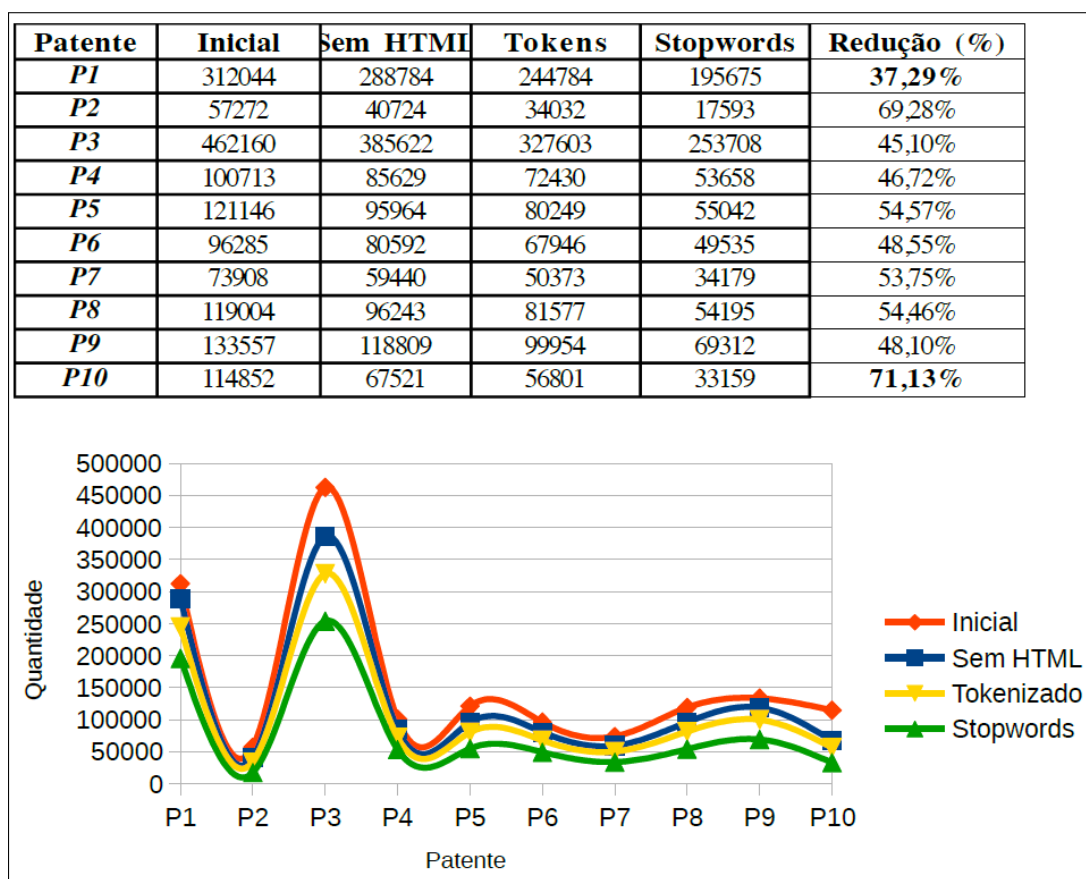 Patente Inicial Sem HTML Tokens Stopwords Redução (%)
P1 312044 288784 244784 195675 37,29%
P2 57272 40724 34032 17593 69,28%
P3 462160 385622 327603 253708 45,10%
P4 100713 85629 72430 53658 46,72%
P5 121146 95964 80249 55042 54,57%
P6 96285 80592 67946 49535 48,55%
P7 73908 59440 50373 34179 53,75%
P8 119004 96243 81577 54195 54,46%
P9 133557 118809 99954 69312 48,10%
P10 114852 67521 56801 33159 71,13%
500000
450000
400000
350000
300000
250000
200000
150000
100000
50000
0
Quantidade
P1 P2 P3 P4 P5 P6 P7 P8 P9 P10
Patente
Inicial
Sem HTML
Tokenizado
Stopwords